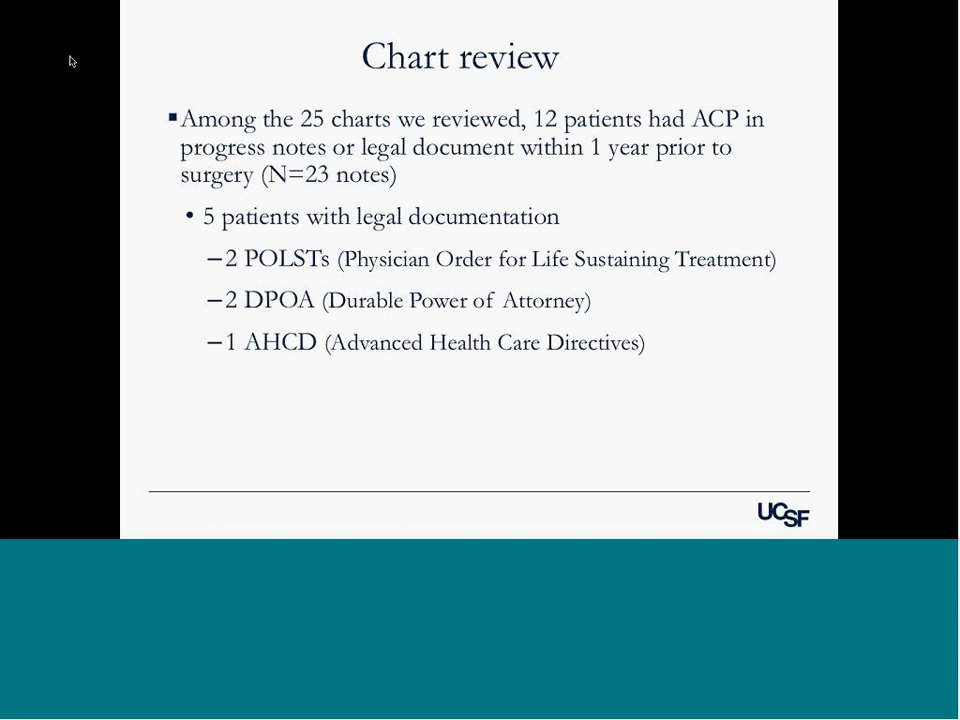 Chart review
▪Among the 25 charts we reviewed, 12 patients had ACP in
progress notes or legal document within 1 year prior to
surgery (N=23 notes)
• 5 patients with legal documentation
–2 POLSTs (Physician Order for Life Sustaining Treatment)
–2 DPOA (Durable Power of Attorney)
–1 AHCD (Advanced Health Care Directives)
UCSF